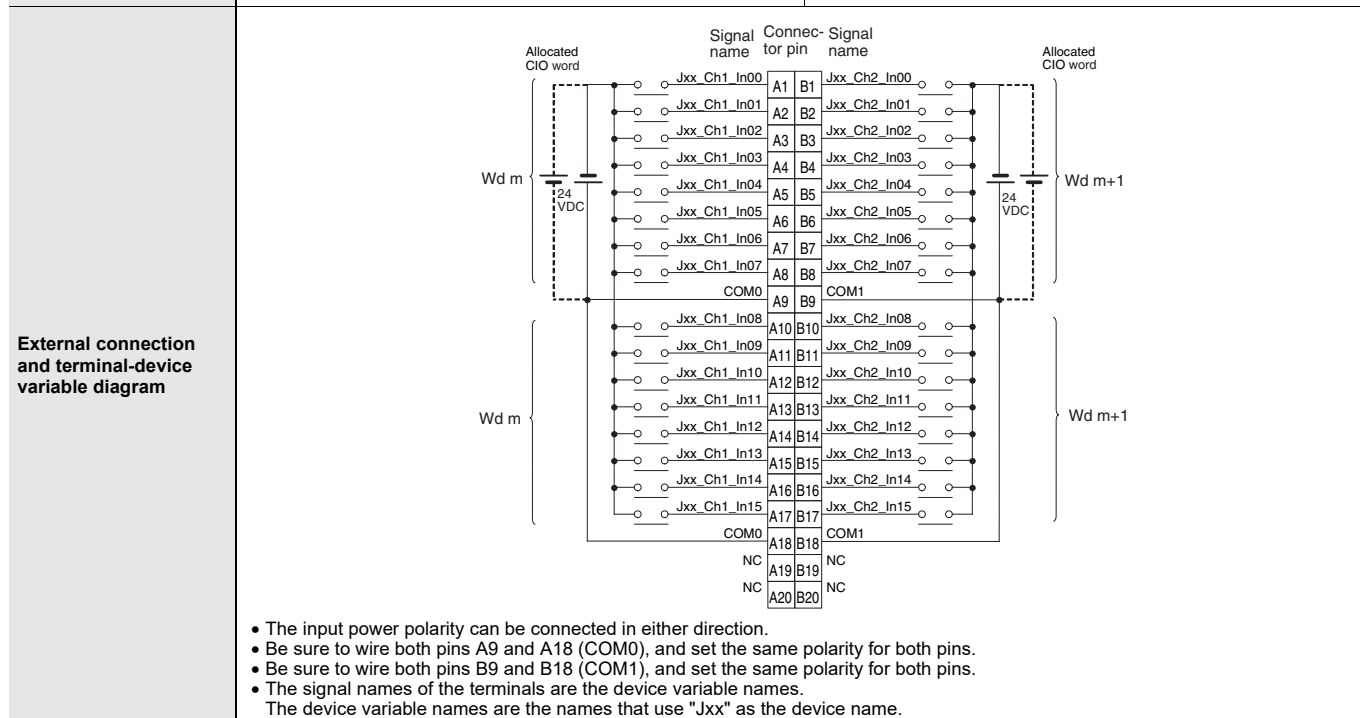 External connection
and terminal-device
variable diagram
Signal name Connec-tor pin Signal name
Allocated CIO word Allocated CIO word
Jxx_Ch1_In00 A1 B1 Jxx_Ch2_In00
Jxx_Ch1_In01 A2 B2 Jxx_Ch2_In01
Jxx_Ch1_In02 A3 B3 Jxx_Ch2_In02
Jxx_Ch1_In03 A4 B4 Jxx_Ch2_In03
Wd m 24 VDC 24 VDC Wd m+1
Jxx_Ch1_In04 A5 B5 Jxx_Ch2_In04
Jxx_Ch1_In05 A6 B6 Jxx_Ch2_In05
Jxx_Ch1_In06 A7 B7 Jxx_Ch2_In06
Jxx_Ch1_In07 A8 B8 Jxx_Ch2_In07
COM0 A9 B9 COM1
Jxx_Ch1_In08 A10 B10 Jxx_Ch2_In08
Jxx_Ch1_In09 A11 B11 Jxx_Ch2_In09
Jxx_Ch1_In10 A12 B12 Jxx_Ch2_In10
Jxx_Ch1_In11 A13 B13 Jxx_Ch2_In11
Wd m Wd m+1
Jxx_Ch1_In12 A14 B14 Jxx_Ch2_In12
Jxx_Ch1_In13 A15 B15 Jxx_Ch2_In13
Jxx_Ch1_In14 A16 B16 Jxx_Ch2_In14
Jxx_Ch1_In15 A17 B17 Jxx_Ch2_In15
COM0 A18 B18 COM1
NC A19 B19 NC
NC A20 B20 NC
• The input power polarity can be connected in either direction.
• Be sure to wire both pins A9 and A18 (COM0), and set the same polarity for both pins.
• Be sure to wire both pins B9 and B18 (COM1), and set the same polarity for both pins.
• The signal names of the terminals are the device variable names.
The device variable names are the names that use "Jxx" as the device name.